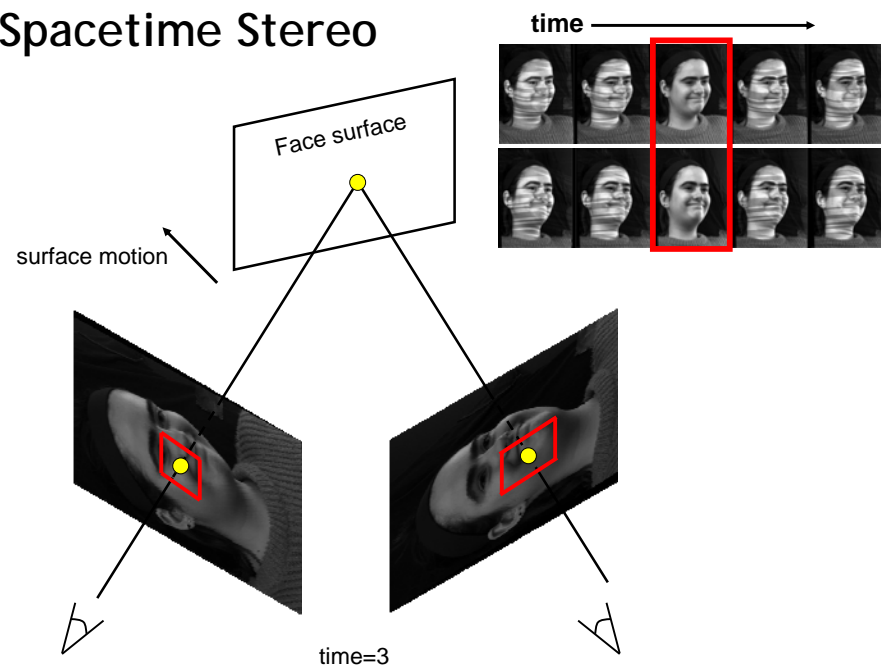 Spacetime Stereo
time
Face surface
surface motion
time=3